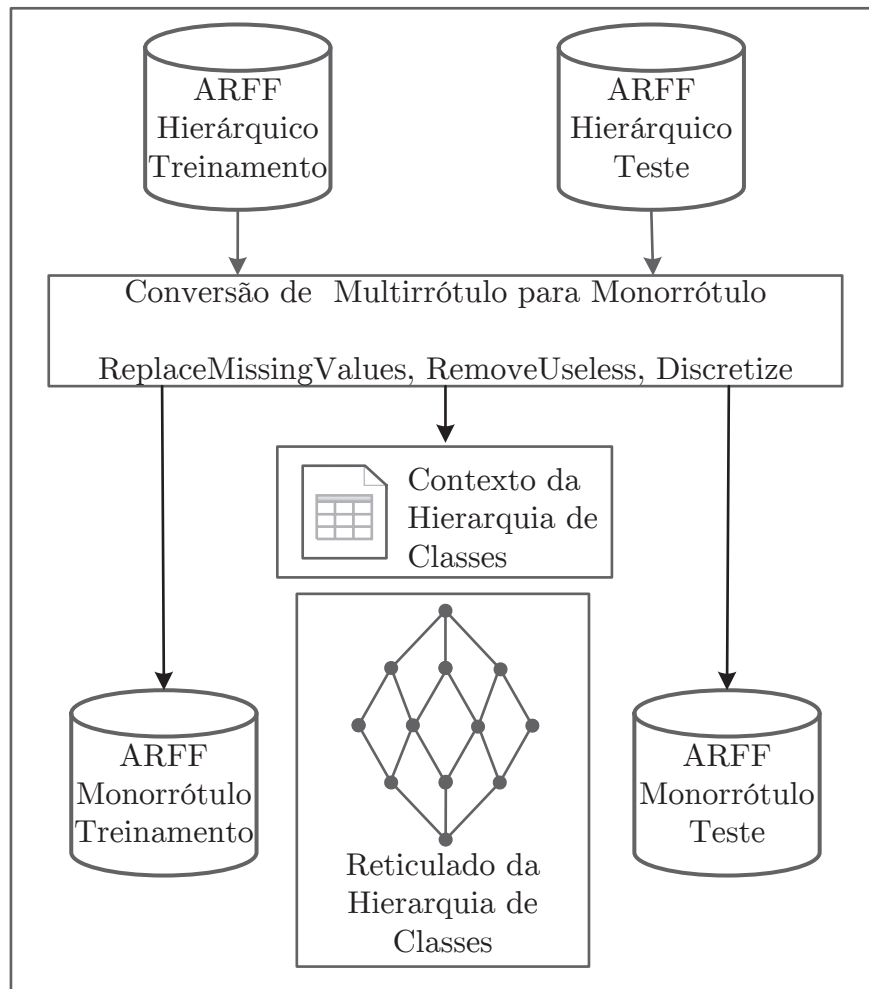 ARFF
Hierárquico
Treinamento
ARFF
Hierárquico
Teste
Conversão de Multirrótulo para Monorrótulo
ReplaceMissingValues, RemoveUseless, Discretize
Contexto da
Hierarquia de
Classes
ARFF
Monorrótulo
Treinamento
Reticulado da
Hierarquia de
Classes
ARFF
Monorrótulo
Teste